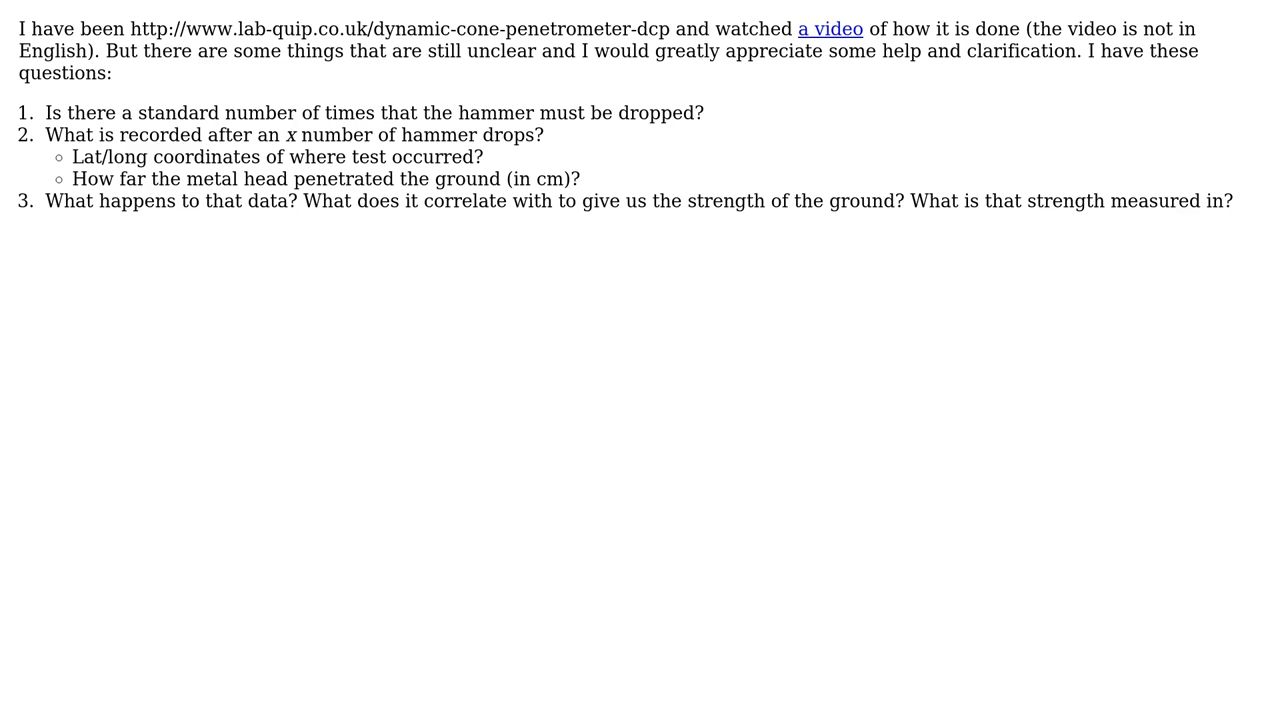 I have been http://www.lab-quip.co.uk/dynamic-cone-penetrometer-dcp and watched a video of how it is done (the video is not in
English). But there are some things that are still unclear and I would greatly appreciate some help and clarification. I have these
questions:
1. Is there a standard number of times that the hammer must be dropped?
2. What is recorded after an x number of hammer drops?
◦ Lat/long coordinates of where test occurred?
◦ How far the metal head penetrated the ground (in cm)?
3. What happens to that data? What does it correlate with to give us the strength of the ground? What is that strength measured in?